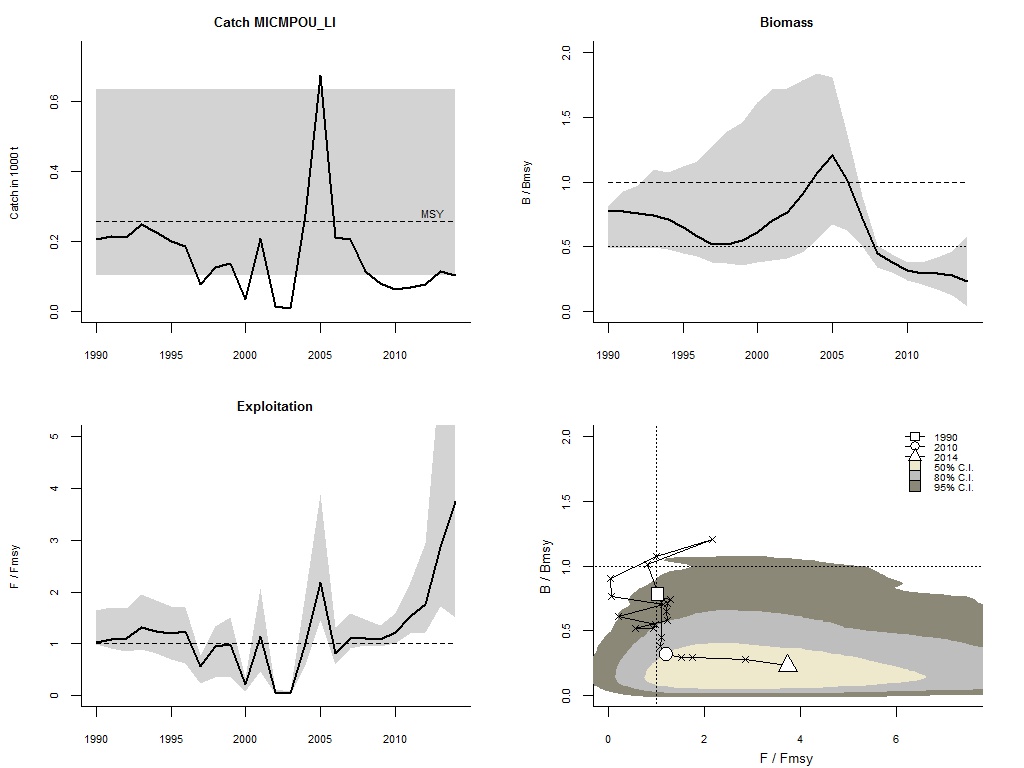 Catch MICMPOU_LI
Catch in 1000 t
0.0 0.2 0.4 0.6
MSY
1990 1995 2000 2005 2010
Biomass
B / Bmsy
0.0 0.5 1.0 1.5 2.0
1990 1995 2000 2005 2010
Exploitation
F / Fmsy
0 1 2 3 4 5
1990 1995 2000 2005 2010
B / Bmsy
0.0 0.5 1.0 1.5 2.0
1990
2010
2014
50% C.I.
80% C.I.
95% C.I.
0 2 4 6
F / Fmsy